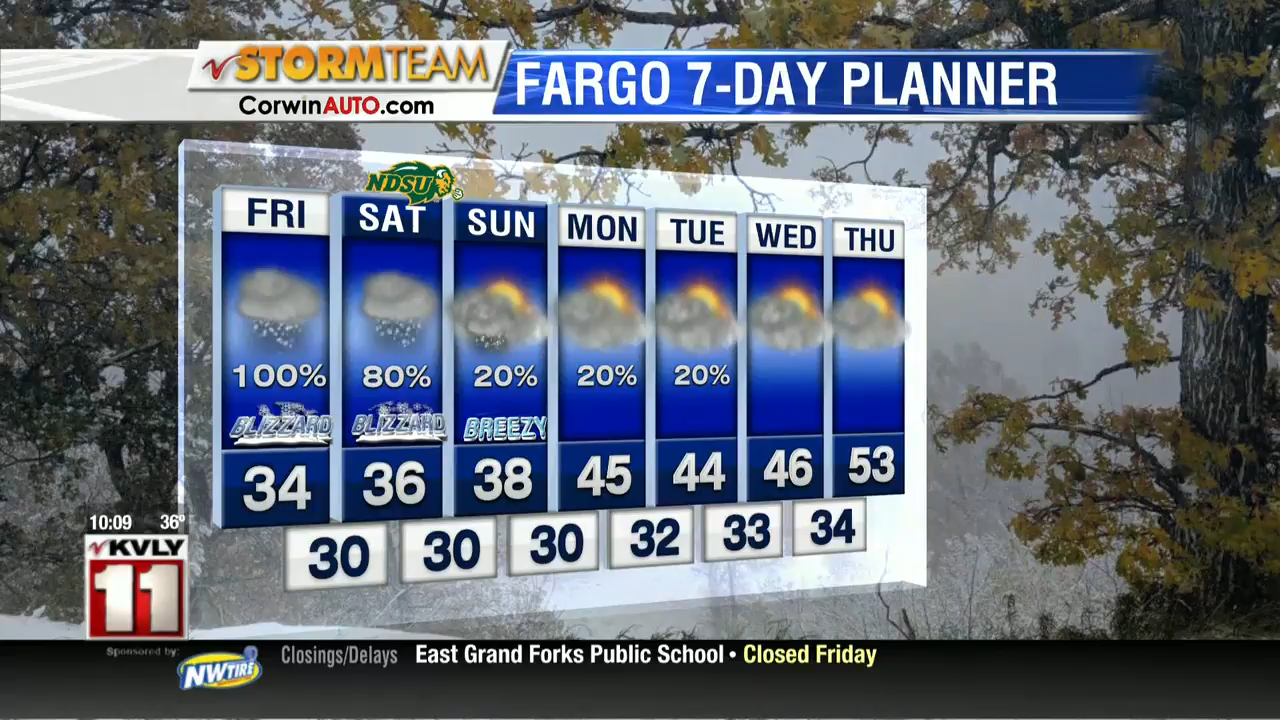 STORMTEAM
CorwinAUTO.com
FARGO 7-DAY PLANNER
NDSU
FRI SAT SUN MON TUE WED THU
100% 80% 20% 20% 20%
BLIZZARD BLIZZARD BREEZY
34 36 38 45 44 46 53
30 30 30 32 33 34
10:09 36°
KVLY
11
Sponsored by:
NWTIRE
Closings/Delays East Grand Forks Public School • Closed Friday